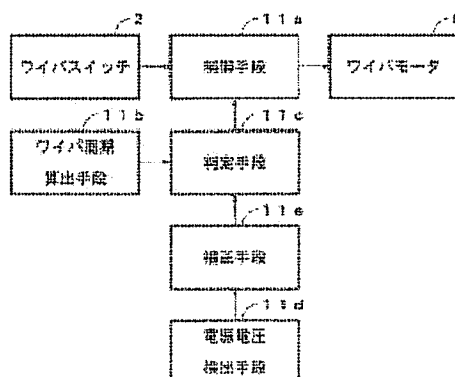 2
11a
ワイパスイッチ
制御手段
ワイパモータ
11b
11c
ワイパ面積
算出手段
判定手段
11e
補正手段
11d
電源電圧
検出手段